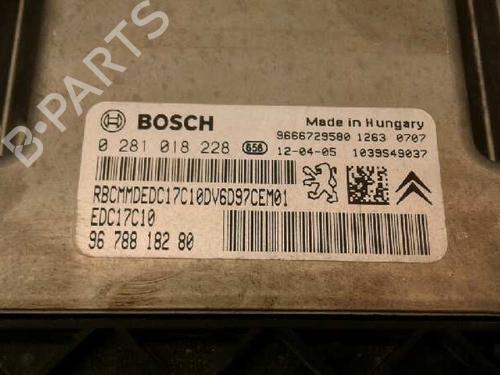 BOSCH
Made in Hungary
9666729580 1263 0707
0 281 018 228 656 12-04-05 1039S49037
RBCMMDEDC17C10DV6D97CEM01
EDC17C10
96 788 182 80
B-PARTS